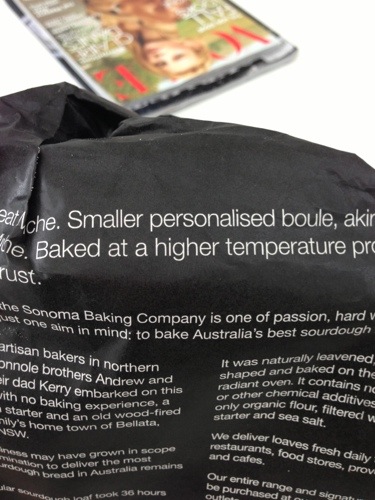 VO
eat Miche. Smaller personalised boule, akin
Miche. Baked at a higher temperature pro
rust.
the Sonoma Baking Company is one of passion, hard w
just one aim in mind; to bake Australia's best sourdough
artisan bakers in northern
onnole brothers Andrew and
eir dad Kerry embarked on this
with no baking experience, a
starter and an old wood-fired
mily's home town of Bellata,
NSW.
iness may have grown in scope
mination to deliver the most
urdough bread in Australia remains
ular sourdough loaf took 36 hours
It was naturally leavened,
shaped and baked on the
radiant oven. It contains no
or other chemical additives
only organic flour, filtered w
starter and sea salt.
We deliver loaves fresh daily
restaurants, food stores, prov
and cafes.
Our entire range and signature
be purchased at our
outlets